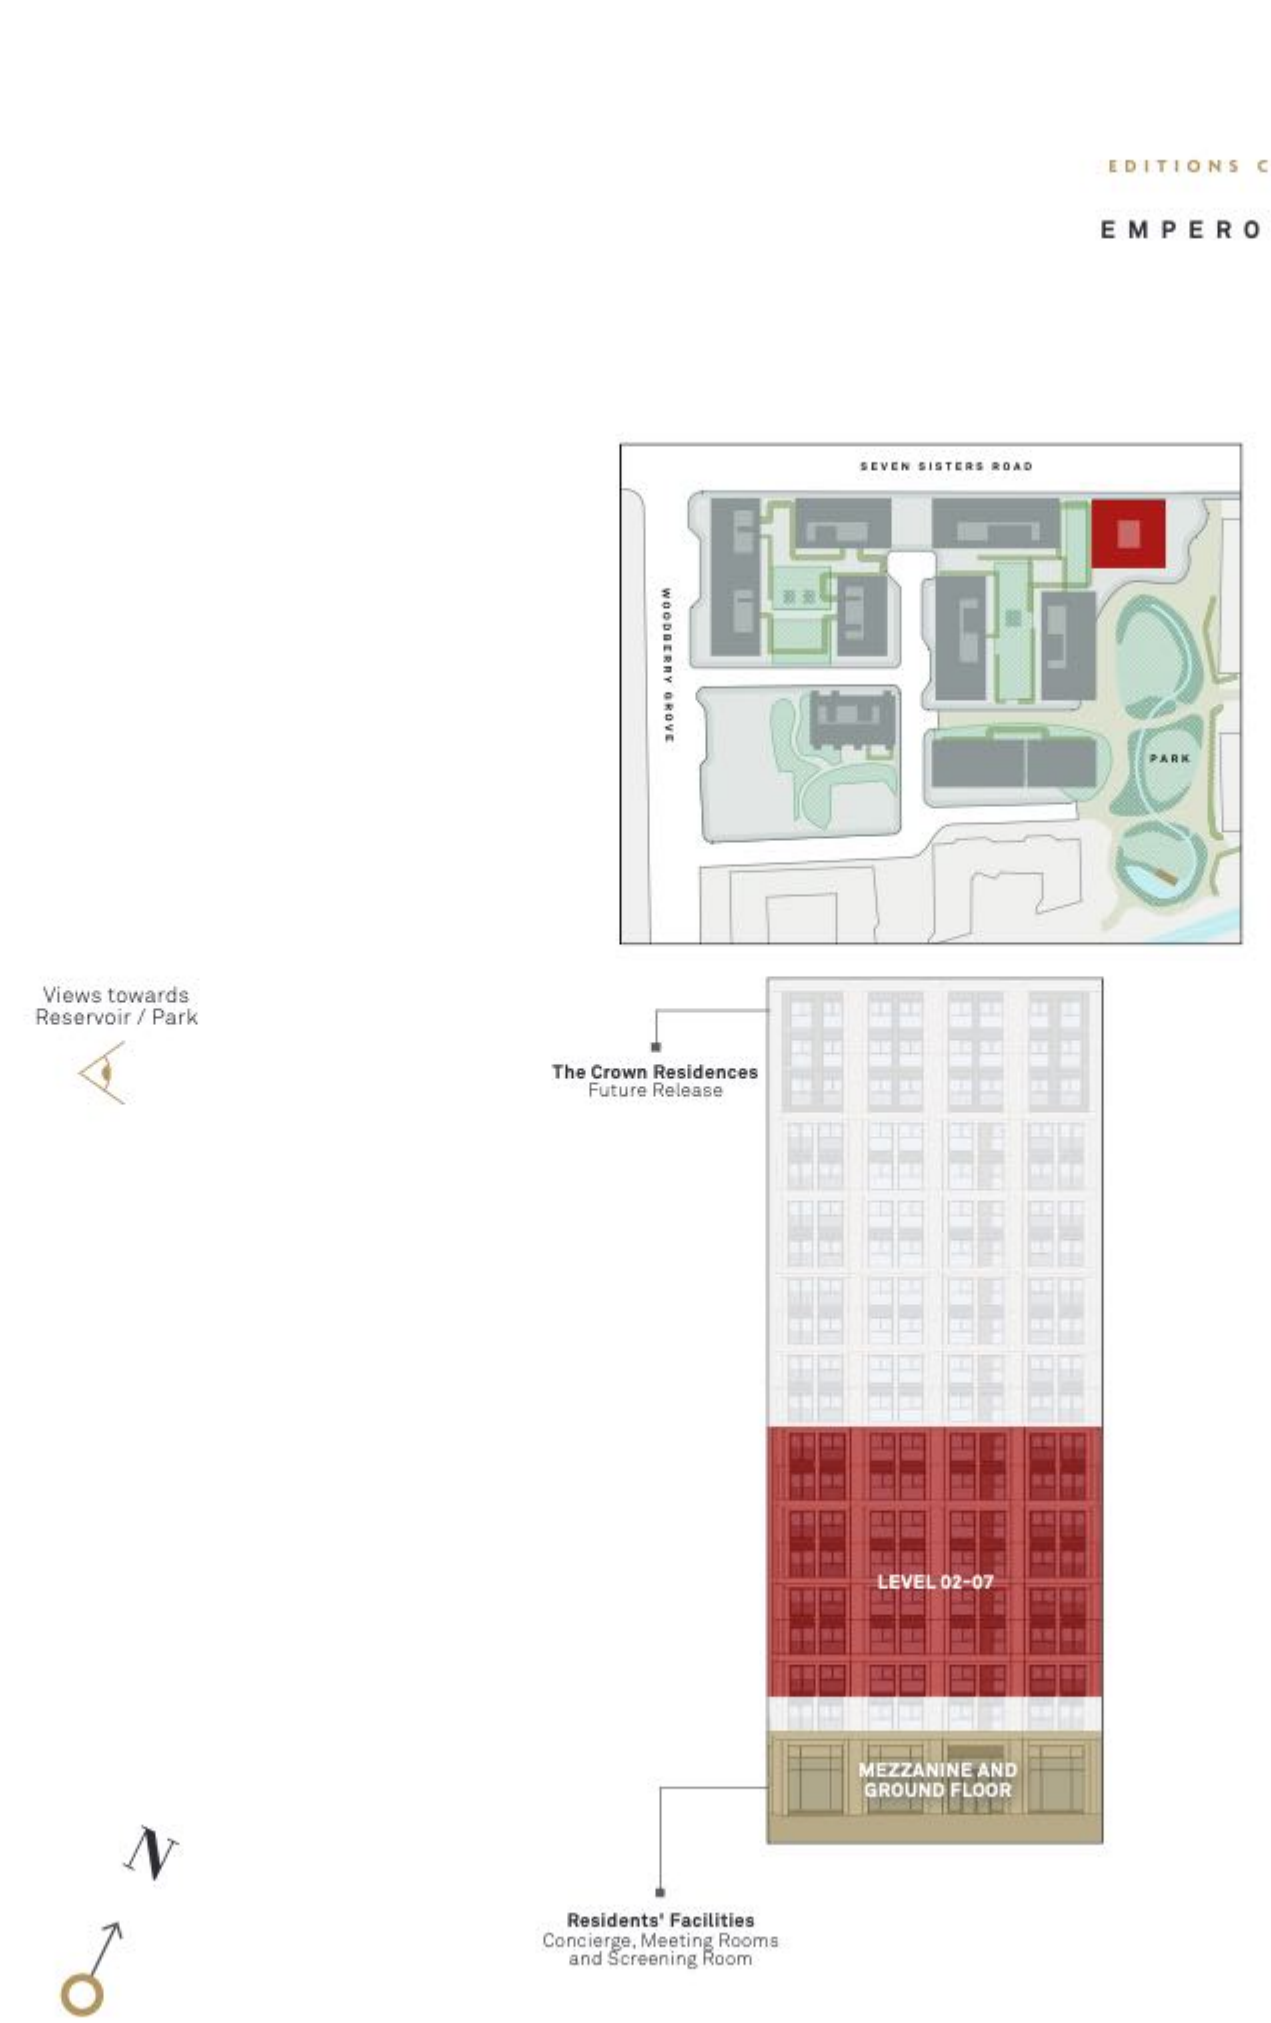 EDITIONS C
EMPERO
SEVEN SISTERS ROAD
WOODBERRY GROVE
PARK
Views towards
Reservoir / Park
The Crown Residences
Future Release
LEVEL 02-07
MEZZANINE AND
GROUND FLOOR
N
Residents' Facilities
Concierge, Meeting Rooms
and Screening Room